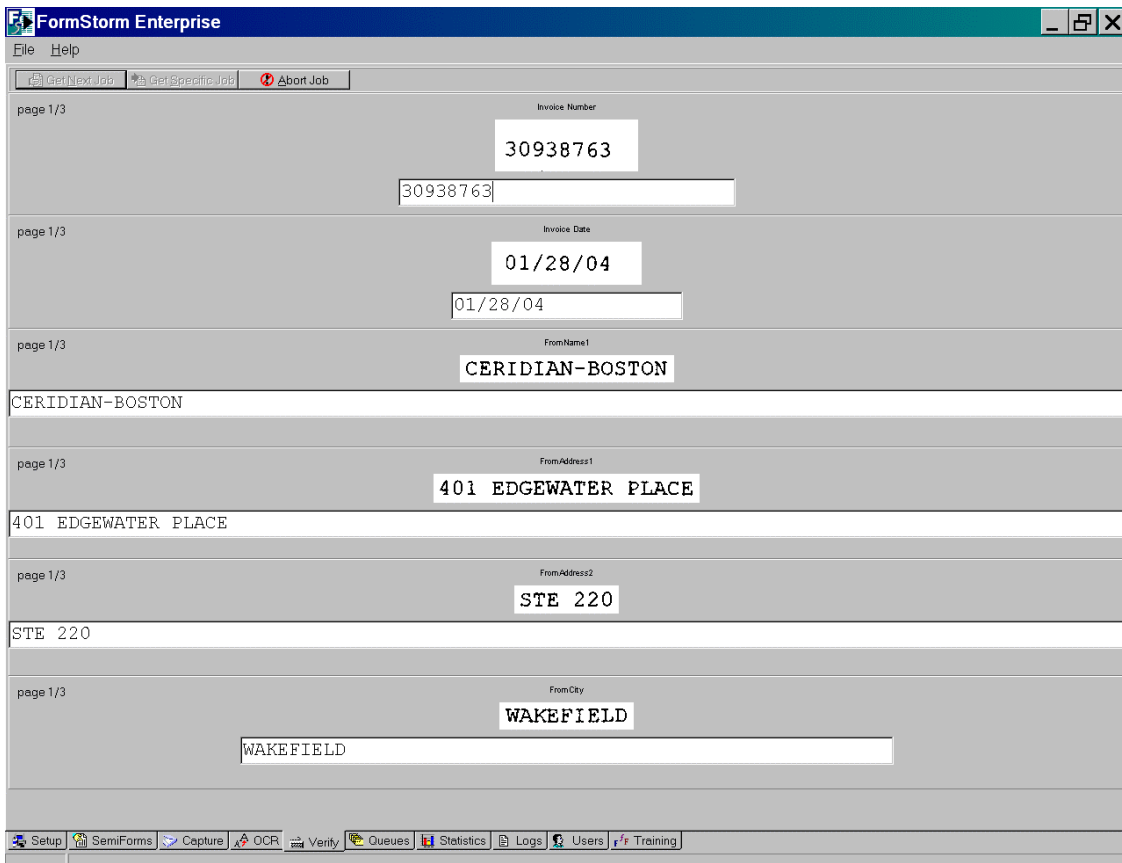 FormStorm Enterprise
File Help
Get Next Job Get Specific Job Abort Job
page 1/3 Invoice Number
30938763
30938763
page 1/3 Invoice Date
01/28/04
01/28/04
page 1/3 FromName1
CERIDIAN-BOSTON
CERIDIAN-BOSTON
page 1/3 FromAddress1
401 EDGEWATER PLACE
401 EDGEWATER PLACE
page 1/3 FromAddress2
STE 220
STE 220
page 1/3 FromCity
WAKEFIELD
WAKEFIELD
Setup SemiForms Capture OCR Verify Queues Statistics Logs Users Training